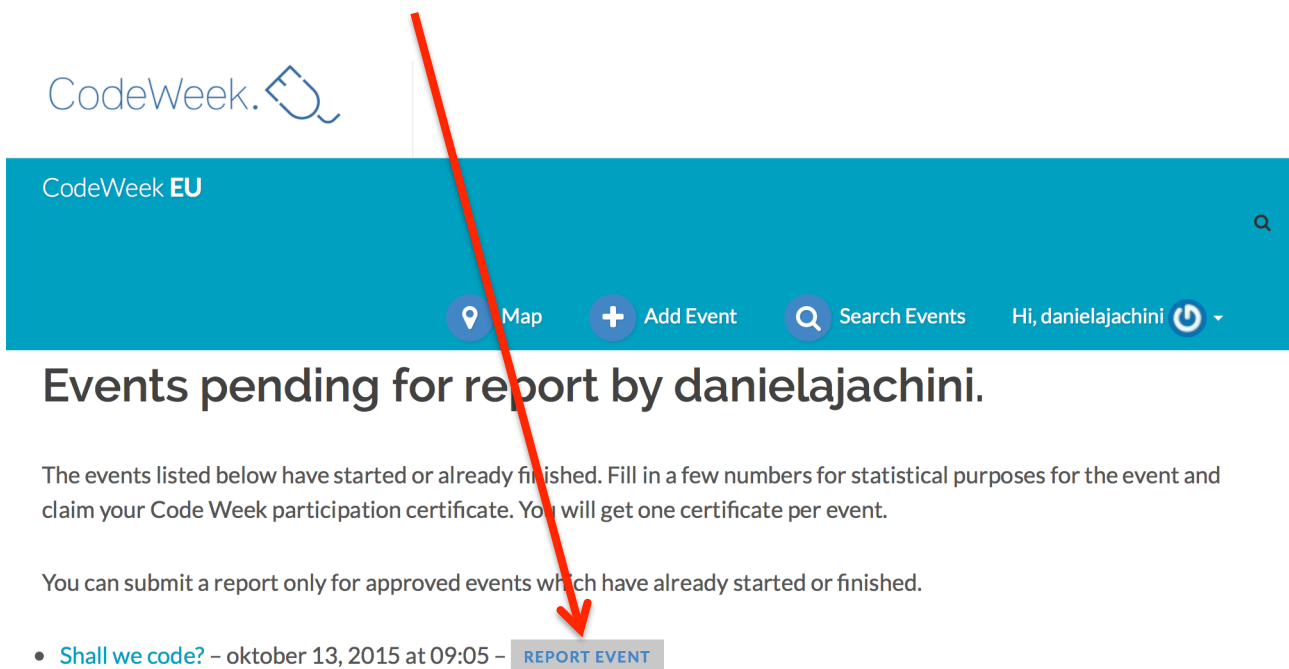 CodeWeek.
CodeWeek EU
Map
Add Event
Search Events
Hi, danielajachini
Events pending for report by danielajachini.
The events listed below have started or already finished. Fill in a few numbers for statistical purposes for the event and
claim your Code Week participation certificate. You will get one certificate per event.
You can submit a report only for approved events which have already started or finished.
• Shall we code? – oktober 13, 2015 at 09:05 – REPORT EVENT